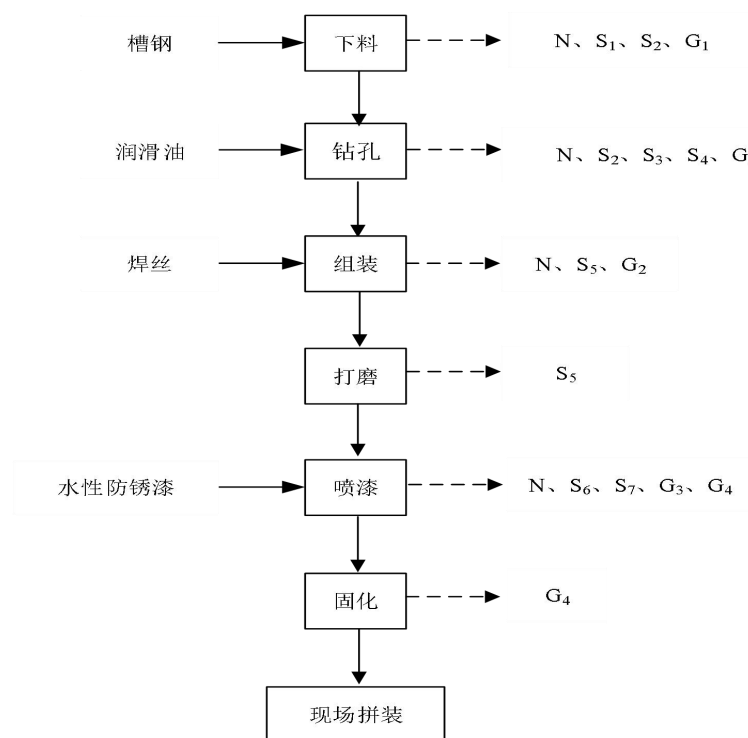 槽钢 下料 N、S₁、S₂、G₁
润滑油 钻孔 N、S₂、S₃、S₄、G
焊丝 组装 N、S₅、G₂
打磨 S₅
水性防锈漆 喷漆 N、S₆、S₇、G₃、G₄
固化 G₄
现场拼装